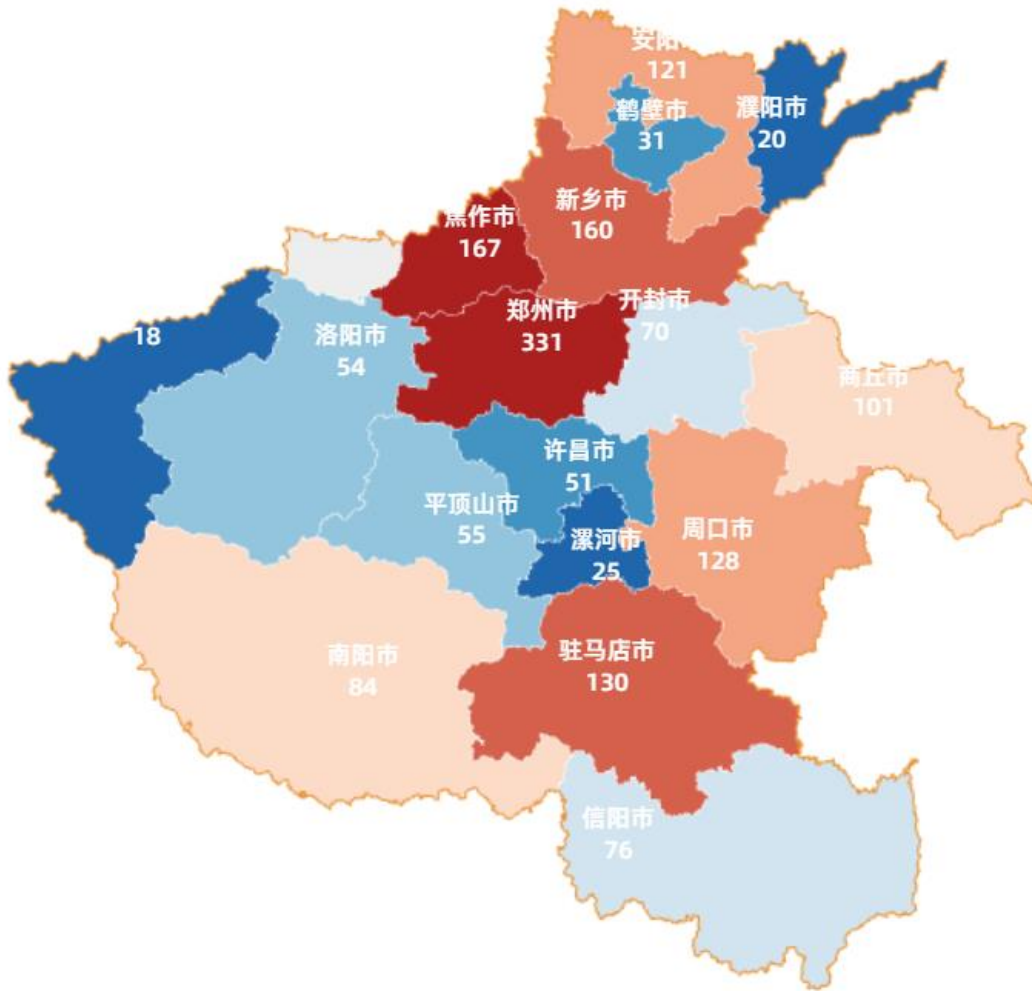 安阳
121
鹤壁市
31
濮阳市
20
新乡市
160
焦作市
167
郑州市
331
开封市
70
18
洛阳市
54
商丘市
101
许昌市
51
平顶山市
55
漯河市
25
周口市
128
南阳市
84
驻马店市
130
信阳市
76